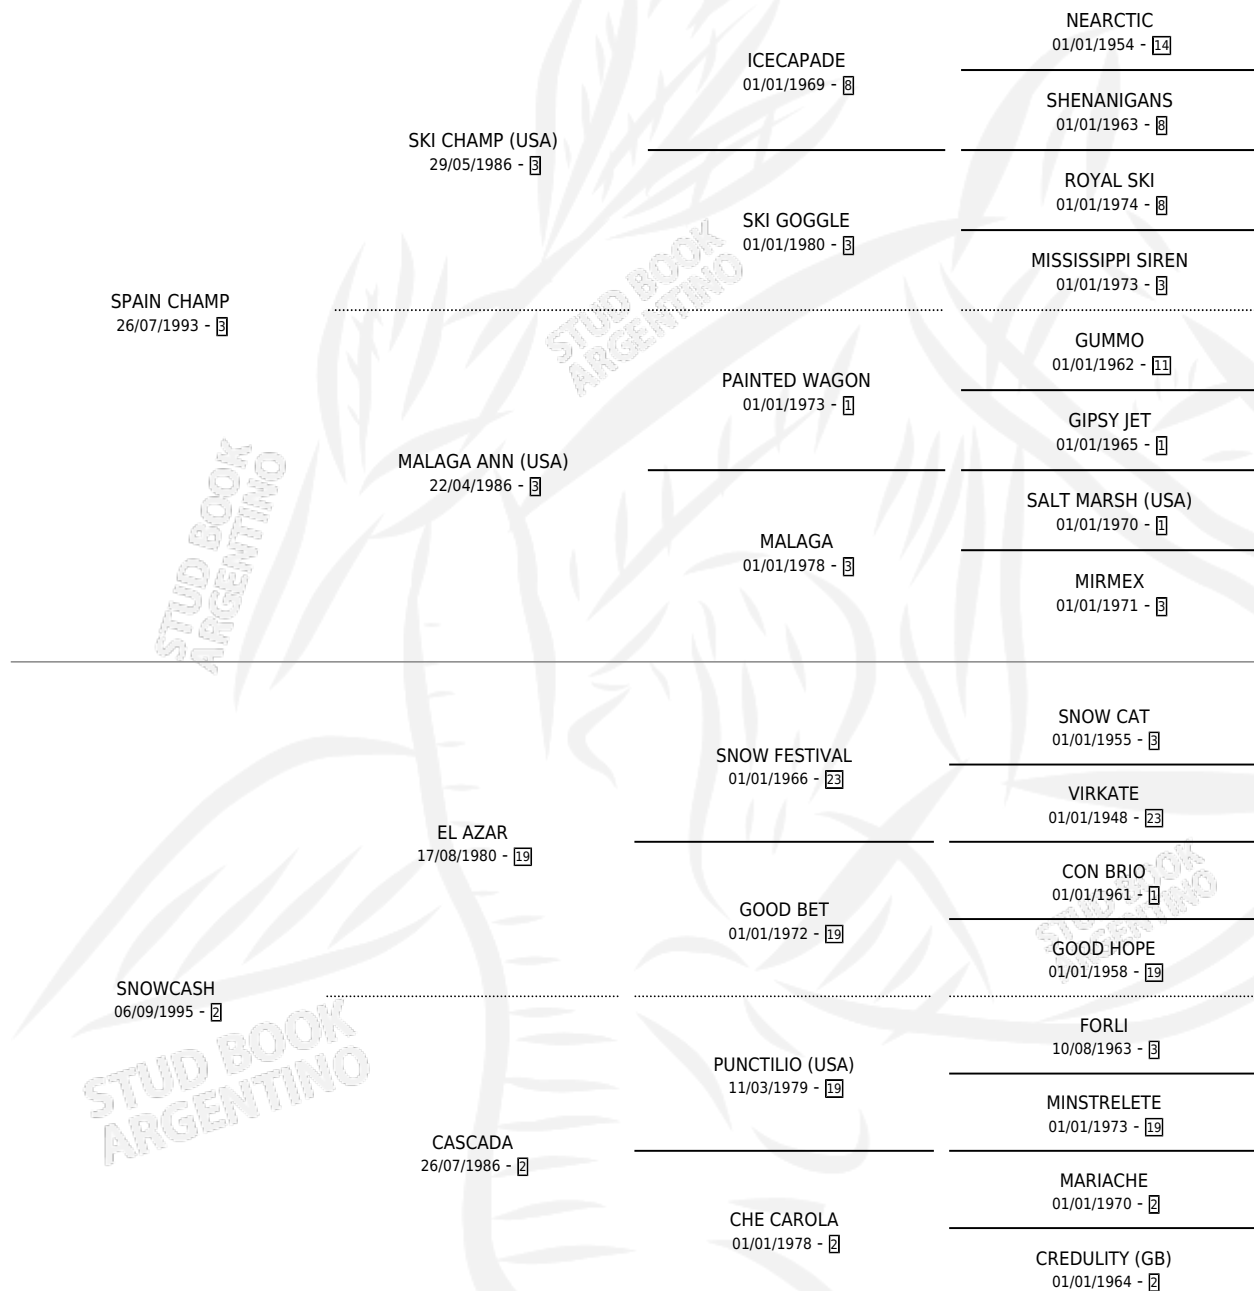 NEARCTIC
01/01/1954 - 14
ICECAPADE
01/01/1969 - 8
SHENANIGANS
01/01/1963 - 8
SKI CHAMP (USA)
29/05/1986 - 3
ROYAL SKI
01/01/1974 - 8
SKI GOGGLE
01/01/1980 - 3
MISSISSIPPI SIREN
01/01/1973 - 3
SPAIN CHAMP
26/07/1993 - 3
GUMMO
01/01/1962 - 11
PAINTED WAGON
01/01/1973 - 1
GIPSY JET
01/01/1965 - 1
MALAGA ANN (USA)
22/04/1986 - 3
SALT MARSH (USA)
01/01/1970 - 1
MALAGA
01/01/1978 - 3
MIRMEX
01/01/1971 - 3
STUD BOOK
ARGENTINO
STUD BOOK
ARGENTINO
SNOW CAT
01/01/1955 - 3
SNOW FESTIVAL
01/01/1966 - 23
VIRKATE
01/01/1948 - 23
EL AZAR
17/08/1980 - 19
CON BRIO
01/01/1961 - 1
GOOD BET
01/01/1972 - 19
GOOD HOPE
01/01/1958 - 19
STUD BOOK
ARGENTINO
SNOWCASH
06/09/1995 - 2
FORLI
10/08/1963 - 3
PUNCTILIO (USA)
11/03/1979 - 19
MINSTRELETE
01/01/1973 - 19
CASCADA
26/07/1986 - 2
MARIACHE
01/01/1970 - 2
CHE CAROLA
01/01/1978 - 2
CREDULITY (GB)
01/01/1964 - 2
STUD BOOK
ARGENTINO